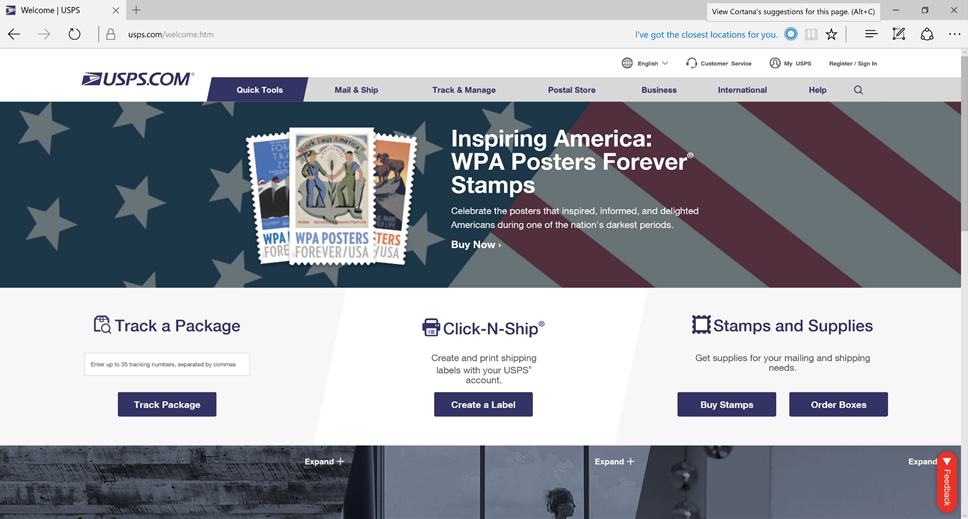 Welcome | USPS
View Cortana's suggestions for this page. (Alt+C)
usps.com/welcome.htm
I've got the closest locations for you.
English
Customer Service
My USPS
Register / Sign In
USPS.COM®
Quick Tools
Mail & Ship
Track & Manage
Postal Store
Business
International
Help
Work Pays America
WPA POSTERS
FOREVER/USA
Inspiring America:
WPA Posters Forever®
Stamps
Celebrate the posters that inspired, informed, and delighted
Americans during one of the nation's darkest periods.
Buy Now ›
Track a Package
Enter up to 35 tracking numbers, separated by commas
Track Package
Click-N-Ship®
Create and print shipping
labels with your USPS®
account.
Create a Label
Stamps and Supplies
Get supplies for your mailing and shipping
needs.
Buy Stamps
Order Boxes
Expand
Expand
Expand
Feedback